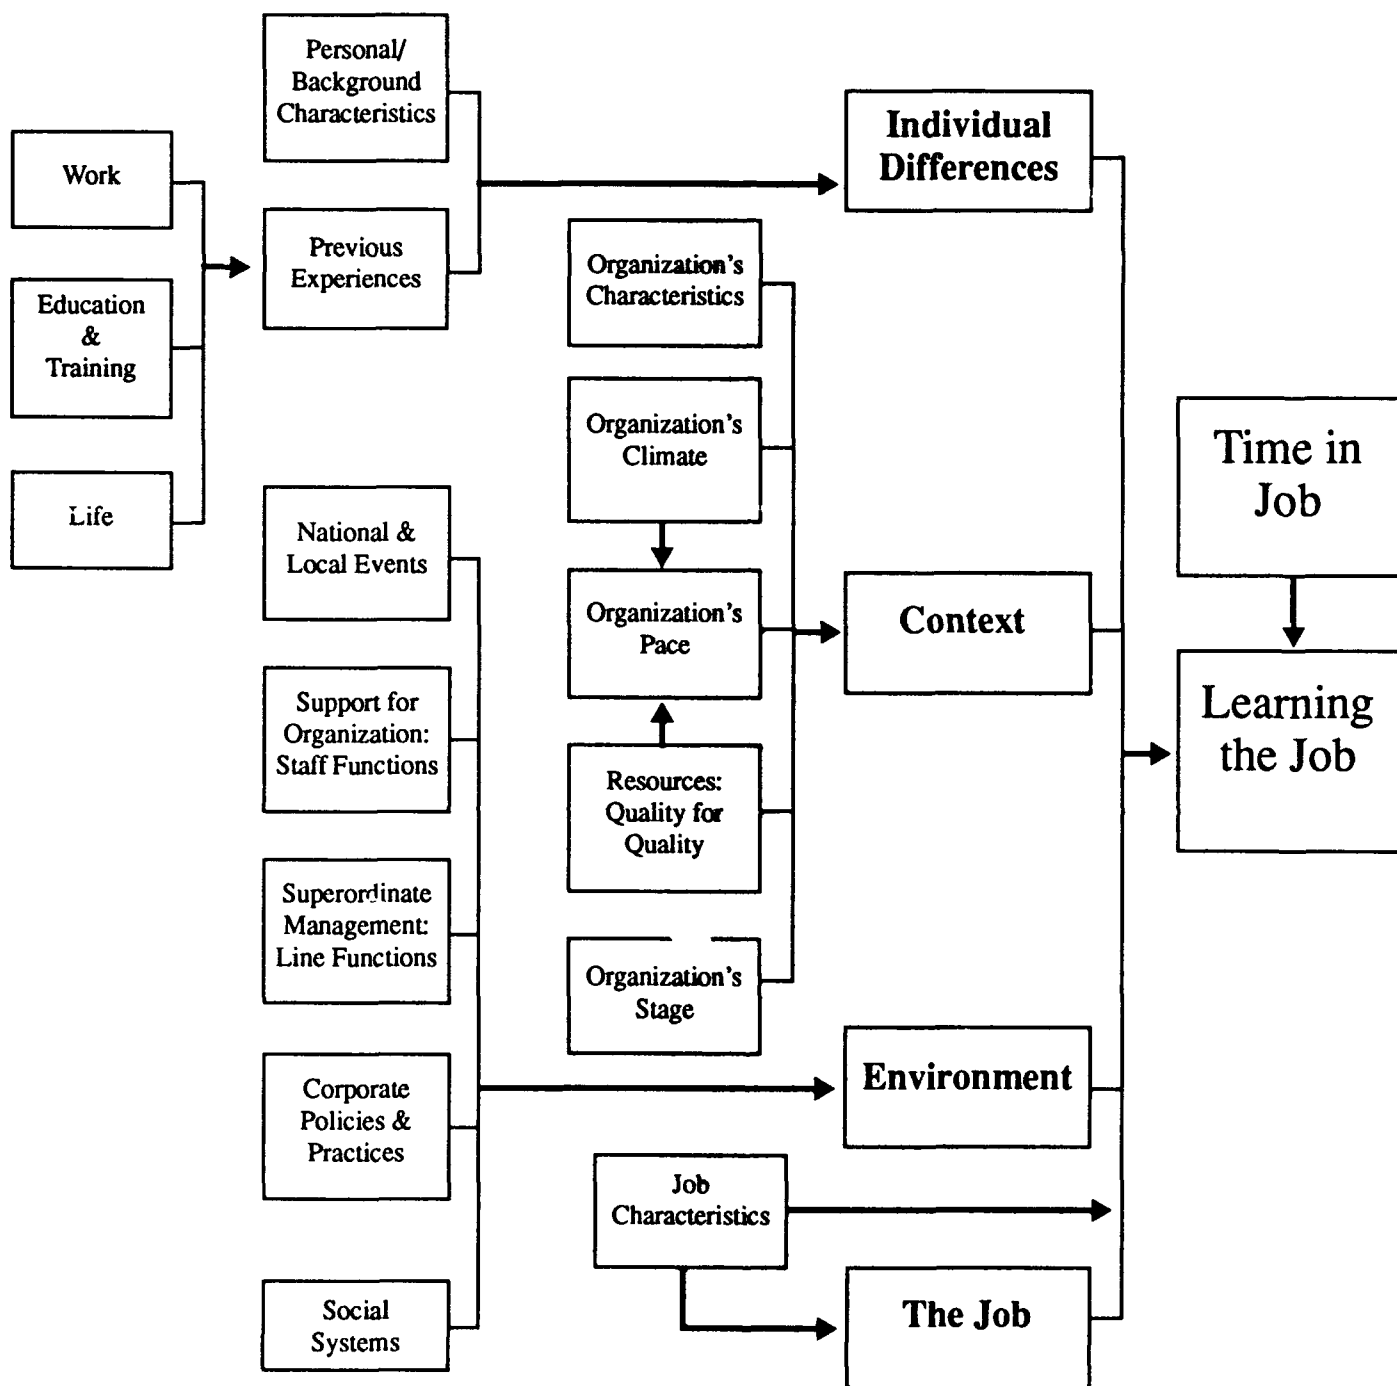 Personal/
Background
Characteristics
Work
Previous
Experiences
Education
&
Training
Life
Individual
Differences
Organization's
Characteristics
Organization's
Climate
Organization's
Pace
Resources:
Quality for
Quality
Organization's
Stage
National &
Local Events
Support for
Organization:
Staff Functions
Superordinate
Management:
Line Functions
Corporate
Policies &
Practices
Social
Systems
Context
Environment
Job
Characteristics
The Job
Time in
Job
Learning
the Job